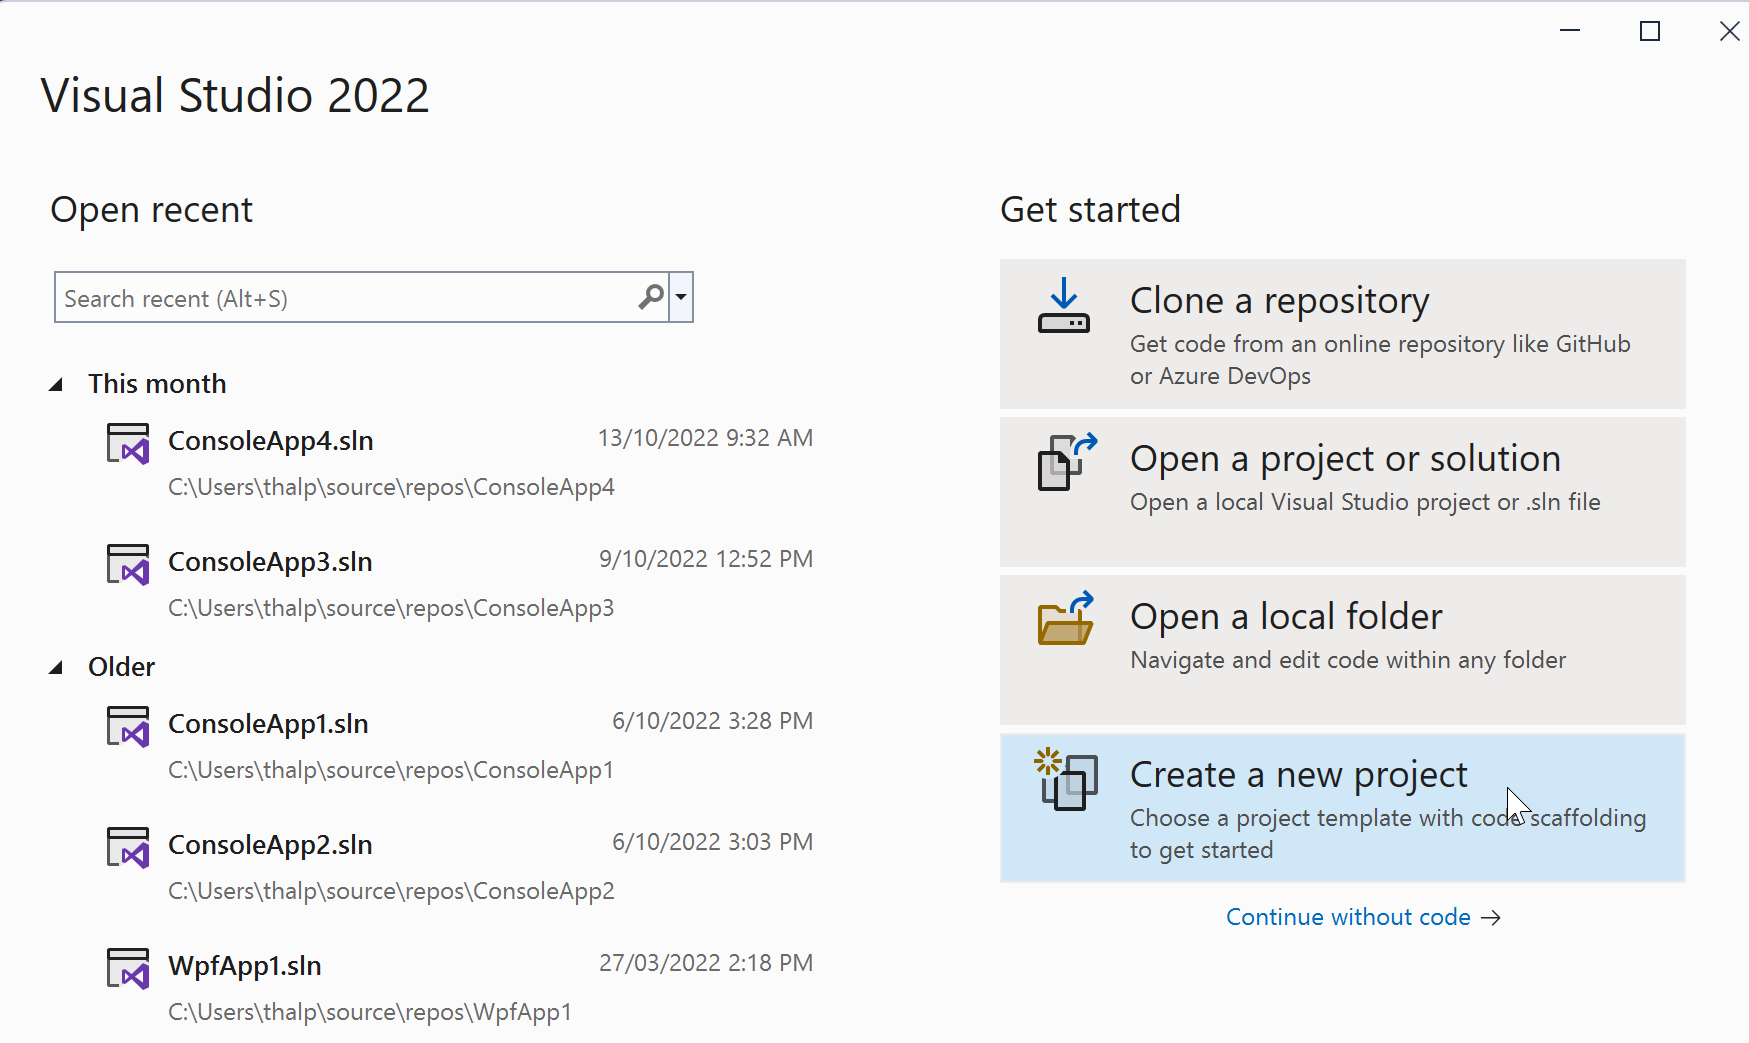 Visual Studio 2022
Open recent
Search recent (Alt+S)
This month
ConsoleApp4.sln 13/10/2022 9:32 AM
C:\Users\thalp\source\repos\ConsoleApp4
ConsoleApp3.sln 9/10/2022 12:52 PM
C:\Users\thalp\source\repos\ConsoleApp3
Older
ConsoleApp1.sln 6/10/2022 3:28 PM
C:\Users\thalp\source\repos\ConsoleApp1
ConsoleApp2.sln 6/10/2022 3:03 PM
C:\Users\thalp\source\repos\ConsoleApp2
WpfApp1.sln 27/03/2022 2:18 PM
C:\Users\thalp\source\repos\WpfApp1
Get started
Clone a repository
Get code from an online repository like GitHub
or Azure DevOps
Open a project or solution
Open a local Visual Studio project or .sln file
Open a local folder
Navigate and edit code within any folder
Create a new project
Choose a project template with code scaffolding
to get started
Continue without code →